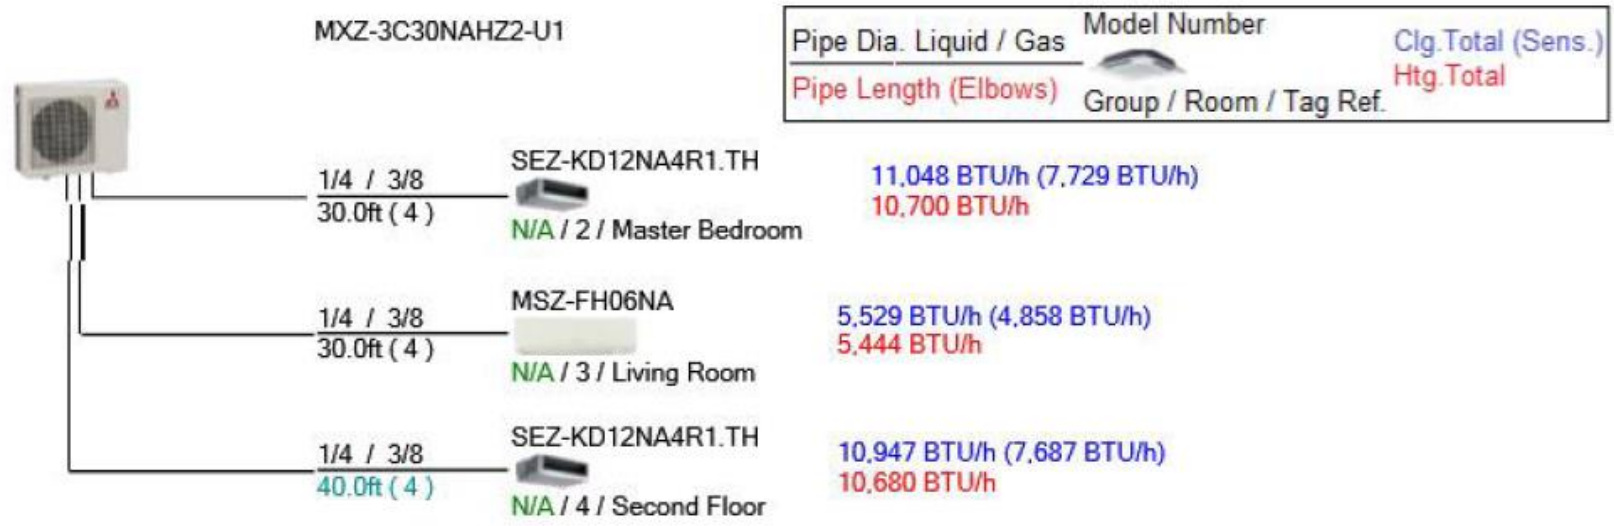 MXZ-3C30NAHZ2-U1
Pipe Dia. Liquid / Gas
Pipe Length (Elbows)
Model Number
Group / Room / Tag Ref.
Clg.Total (Sens.)
Htg.Total
1/4 / 3/8
30.0ft ( 4 )
SEZ-KD12NA4R1.TH
N/A / 2 / Master Bedroom
11,048 BTU/h (7,729 BTU/h)
10,700 BTU/h
1/4 / 3/8
30.0ft ( 4 )
MSZ-FH06NA
N/A / 3 / Living Room
5,529 BTU/h (4,858 BTU/h)
5,444 BTU/h
1/4 / 3/8
40.0ft ( 4 )
SEZ-KD12NA4R1.TH
N/A / 4 / Second Floor
10,947 BTU/h (7,687 BTU/h)
10,680 BTU/h